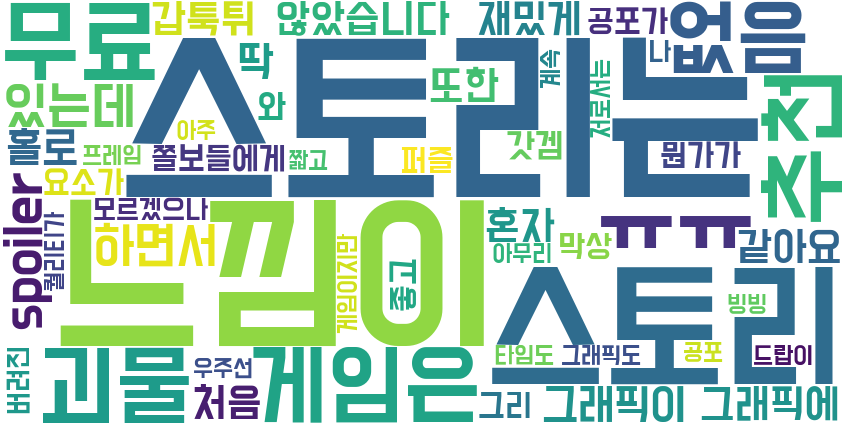 무료
갑툭튀
않았습니다
재밌게
공포가
나
없음
스토리는
딱
있는데
와
또한
계속
저로서는
추천
홀로
프레임
아주
쫄보들에게
짧고
퍼즐
갓겜
뭔가가
요소가
모르겠으나
spoiler
퀄리티가
하면서
느낌이
게임이지만
좋고
혼자
아무리
막상
ㅠㅠ
같아요
스토리
빙빙
버려진
괴물
우주선
처음
게임은
타임도
그래픽도
공포
드랍이
그리
그래픽이
그래픽에